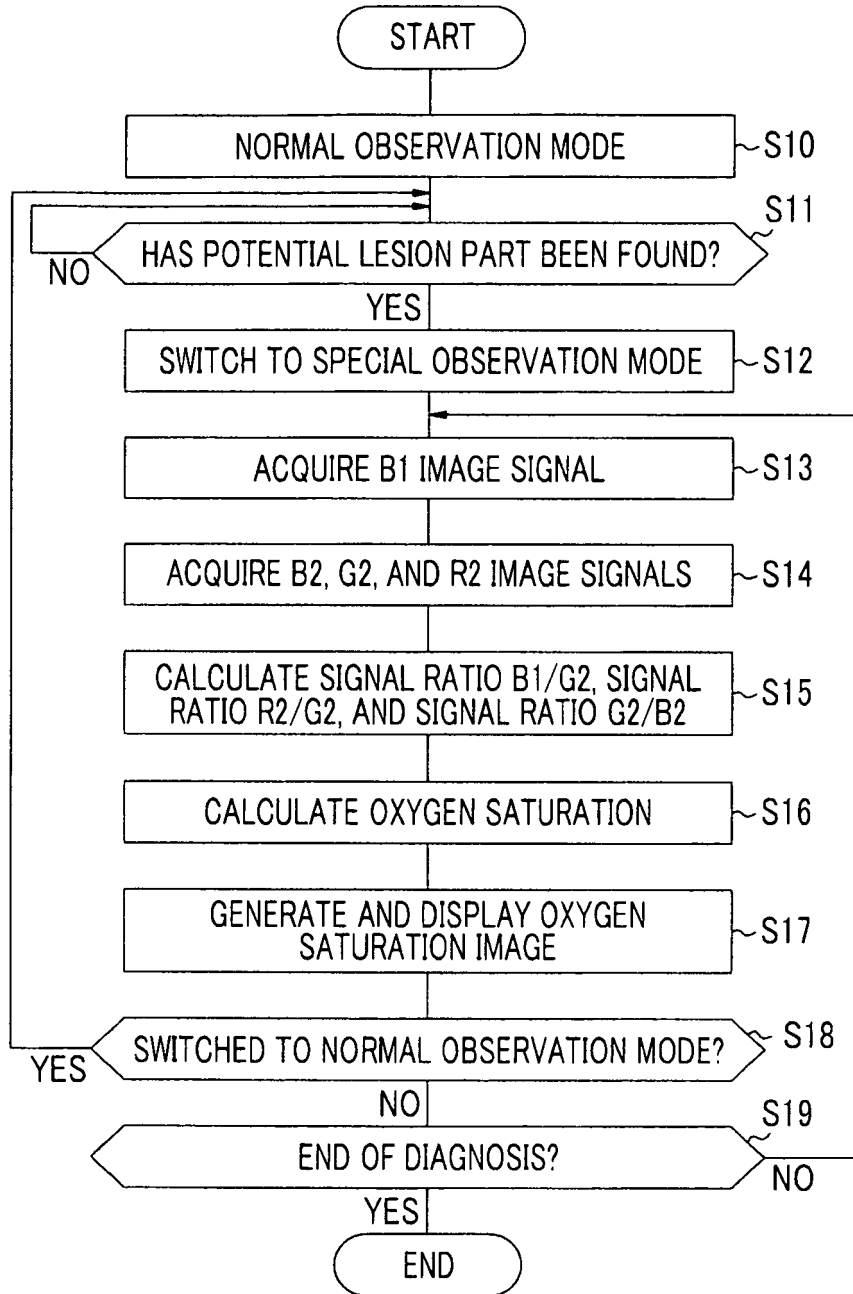 START
NORMAL OBSERVATION MODE
S10
S11
HAS POTENTIAL LESION PART BEEN FOUND?
NO
YES
SWITCH TO SPECIAL OBSERVATION MODE
S12
ACQUIRE B1 IMAGE SIGNAL
S13
ACQUIRE B2, G2, AND R2 IMAGE SIGNALS
S14
CALCULATE SIGNAL RATIO B1/G2, SIGNAL
RATIO R2/G2, AND SIGNAL RATIO G2/B2
S15
CALCULATE OXYGEN SATURATION
S16
GENERATE AND DISPLAY OXYGEN
SATURATION IMAGE
S17
SWITCHED TO NORMAL OBSERVATION MODE?
S18
YES
NO
S19
END OF DIAGNOSIS?
NO
YES
END